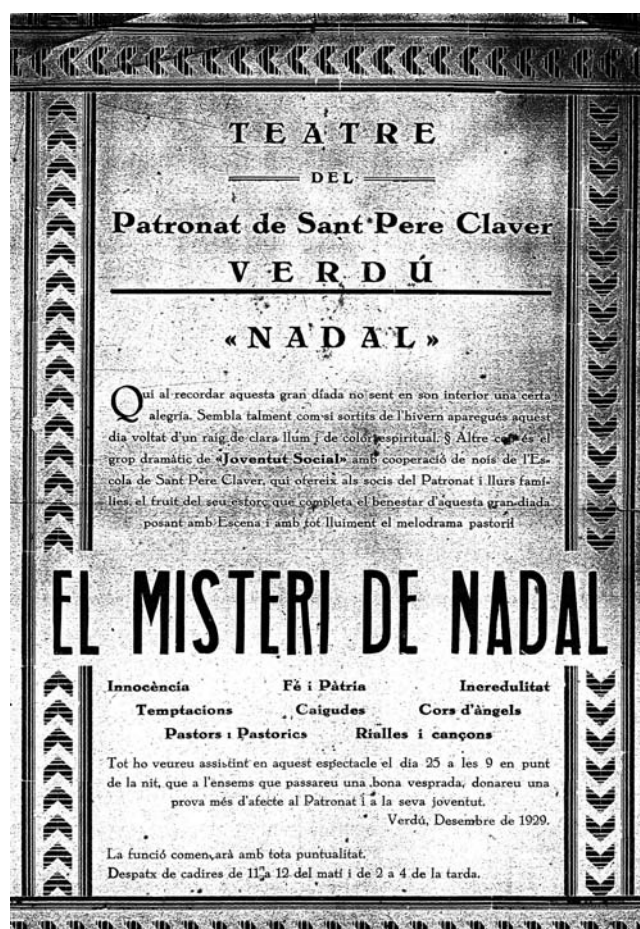 TEATRE
DEL
Patronat de Sant Pere Claver
VERDÚ
«NADAL»
Qui al recordar aquesta gran díada no sent en son interior una certa
alegria. Sembla talment com si sortits de l'hivern aparegués aquest
dia voltat d'un raig de clara llum i de color espiritual. § Altre cop és el
grop dramàtic de «Joventut Social» amb cooperació de nois de l'Es-
cola de Sant Pere Claver, qui ofereix als socis del Patronat i llurs famí-
lies, el fruit del seu esforç que completa el benestar d'aquesta gran diada
posant amb Escena i amb tot lluiment el melodrama pastoril
EL MISTERI DE NADAL
Innocència Fé i Pàtria Incredulitat
Temptacions Caigudes Cors d'àngels
Pastors i Pastorics Rialles i cançons
Tot ho veureu assistint en aquest espectacle el dia 25 a les 9 en punt
de la nit, que a l'ensems que passareu una bona vesprada, donareu una
prova més d'afecte al Patronat i a la seva joventut.
Verdú, Desembre de 1929.
La funció començarà amb tota puntualitat.
Despatx de cadires de 11 a 12 del matí i de 2 a 4 de la tarda.